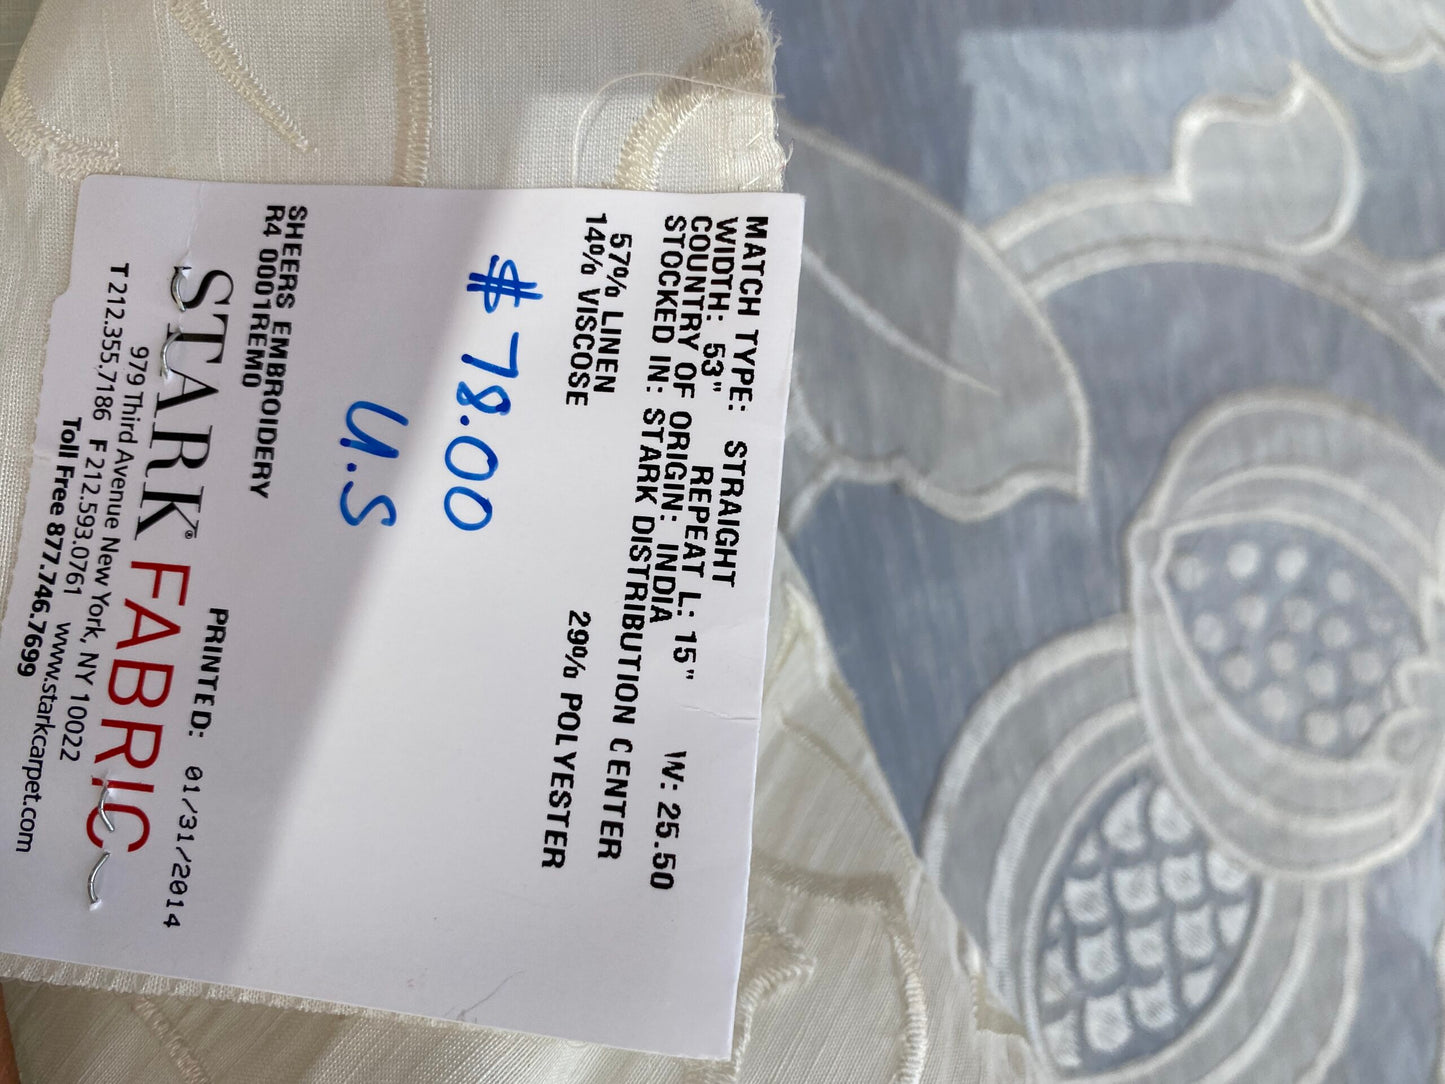 MATCH TYPE: STRAIGHT
WIDTH: 53" REPEAT L: 15" W: 25.50
COUNTRY OF ORIGIN: INDIA
STOCKED IN: STARK DISTRIBUTION CENTER
57% LINEN 29% POLYESTER
14% VISCOSE
$78.00
U.S
SHEERS EMBROIDERY
R4 0001REMO PRINTED: 01/31/2014
STARK® FABRIC
979 Third Avenue New York, NY 10022
T 212.355.7186 F 212.593.0761 www.starkcarpet.com
Toll Free 877.746.7699